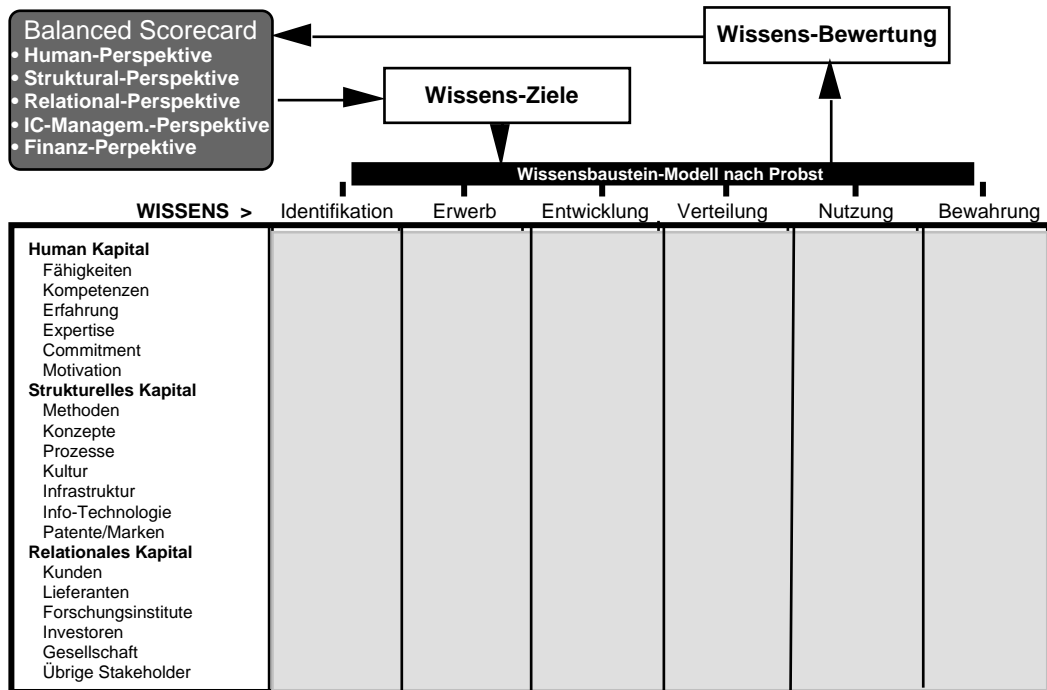 Balanced Scorecard
• Human-Perspektive
• Struktural-Perspektive
• Relational-Perspektive
• IC-Managem.-Perspektive
• Finanz-Perpektive
Wissens-Bewertung
Wissens-Ziele
Wissensbaustein-Modell nach Probst
WISSENS > Identifikation Erwerb Entwicklung Verteilung Nutzung Bewahrung
Human Kapital
Fähigkeiten
Kompetenzen
Erfahrung
Expertise
Commitment
Motivation
Strukturelles Kapital
Methoden
Konzepte
Prozesse
Kultur
Infrastruktur
Info-Technologie
Patente/Marken
Relationales Kapital
Kunden
Lieferanten
Forschungsinstitute
Investoren
Gesellschaft
Übrige Stakeholder